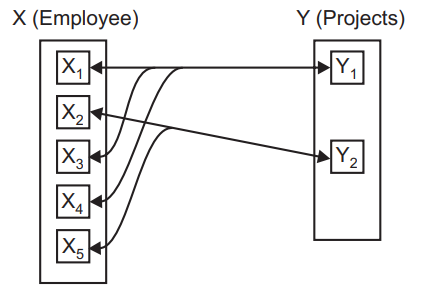 X (Employee) Y (Projects)
X₁ Y₁
X₂
X₃ Y₂
X₄
X₅